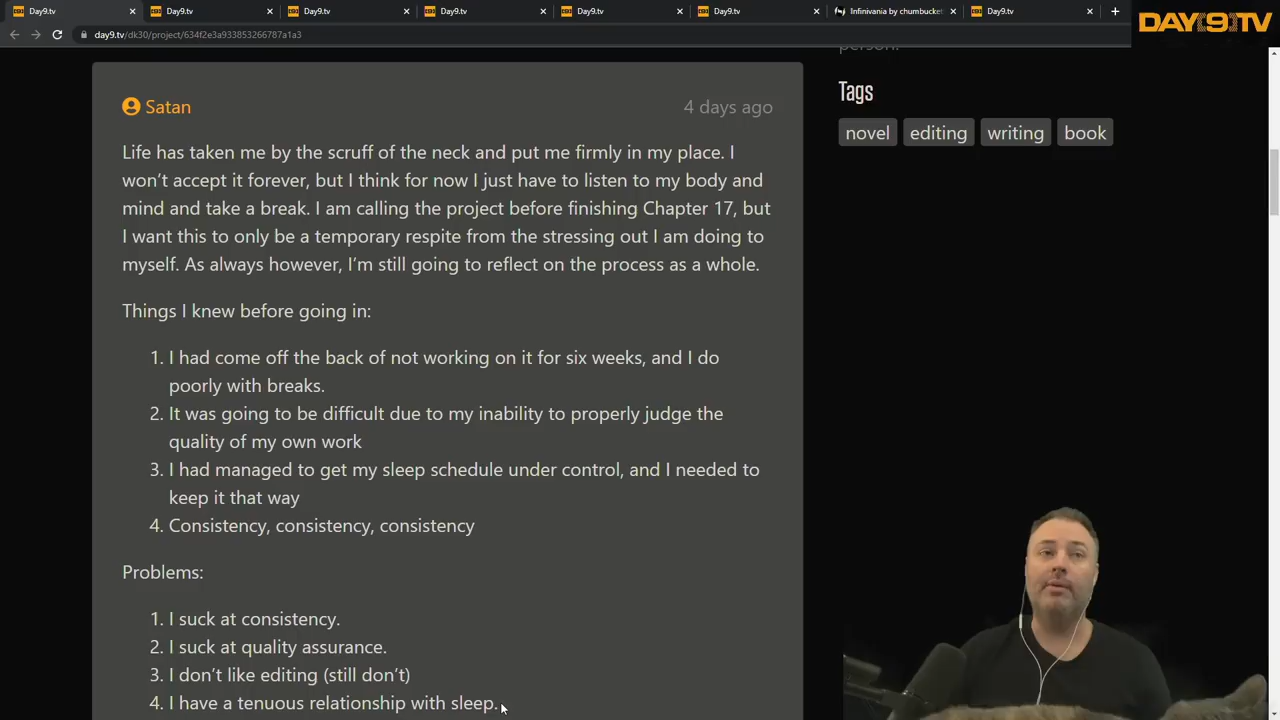 Day9.tv
Day9.tv
Day9.tv
Day9.tv
Day9.tv
Day9.tv
Infinivania by chumbucket
Day9.tv
DAY9.TV
day9.tv/dk30/project/634f2e3a933853266787a1a3
person.
Satan
4 days ago
Life has taken me by the scruff of the neck and put me firmly in my place. I
won’t accept it forever, but I think for now I just have to listen to my body and
mind and take a break. I am calling the project before finishing Chapter 17, but
I want this to only be a temporary respite from the stressing out I am doing to
myself. As always however, I’m still going to reflect on the process as a whole.
Things I knew before going in:
1. I had come off the back of not working on it for six weeks, and I do
poorly with breaks.
2. It was going to be difficult due to my inability to properly judge the
quality of my own work
3. I had managed to get my sleep schedule under control, and I needed to
keep it that way
4. Consistency, consistency, consistency
Problems:
1. I suck at consistency.
2. I suck at quality assurance.
3. I don’t like editing (still don’t)
4. I have a tenuous relationship with sleep.
Tags
novel
editing
writing
book